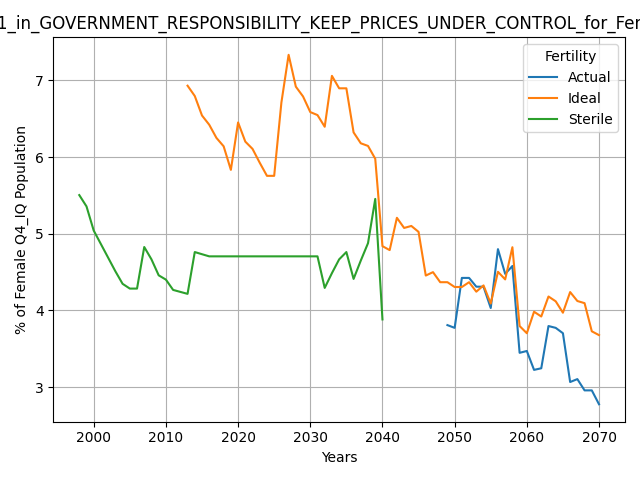 1_in_GOVERNMENT_RESPONSIBILITY_KEEP_PRICES_UNDER_CONTROL_for_Fer
Fertility
Actual
Ideal
Sterile
% of Female Q4_IQ Population
7
6
5
4
3
2000 2010 2020 2030 2040 2050 2060 2070
Years